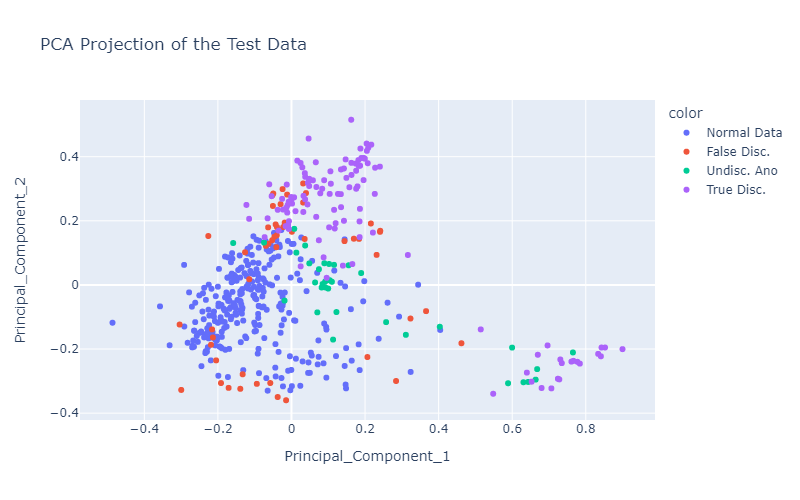 PCA Projection of the Test Data
color
Normal Data
False Disc.
Undisc. Ano
True Disc.
Principal_Component_2
0.4
0.2
0
−0.2
−0.4
−0.4
−0.2
0
0.2
0.4
0.6
0.8
Principal_Component_1